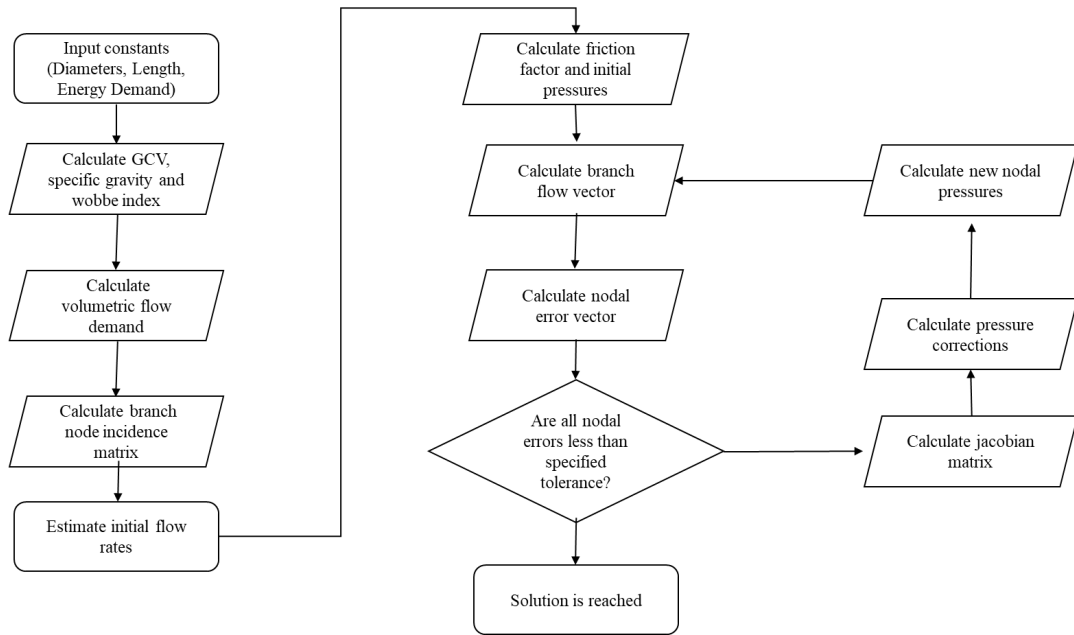 Input constants
(Diameters, Length,
Energy Demand)
Calculate GCV,
specific gravity and
wobbe index
Calculate
volumetric flow
demand
Calculate branch
node incidence
matrix
Estimate initial flow
rates
Calculate friction
factor and initial
pressures
Calculate branch
flow vector
Calculate nodal
error vector
Are all nodal
errors less than
specified
tolerance?
Solution is reached
Calculate jacobian
matrix
Calculate pressure
corrections
Calculate new nodal
pressures